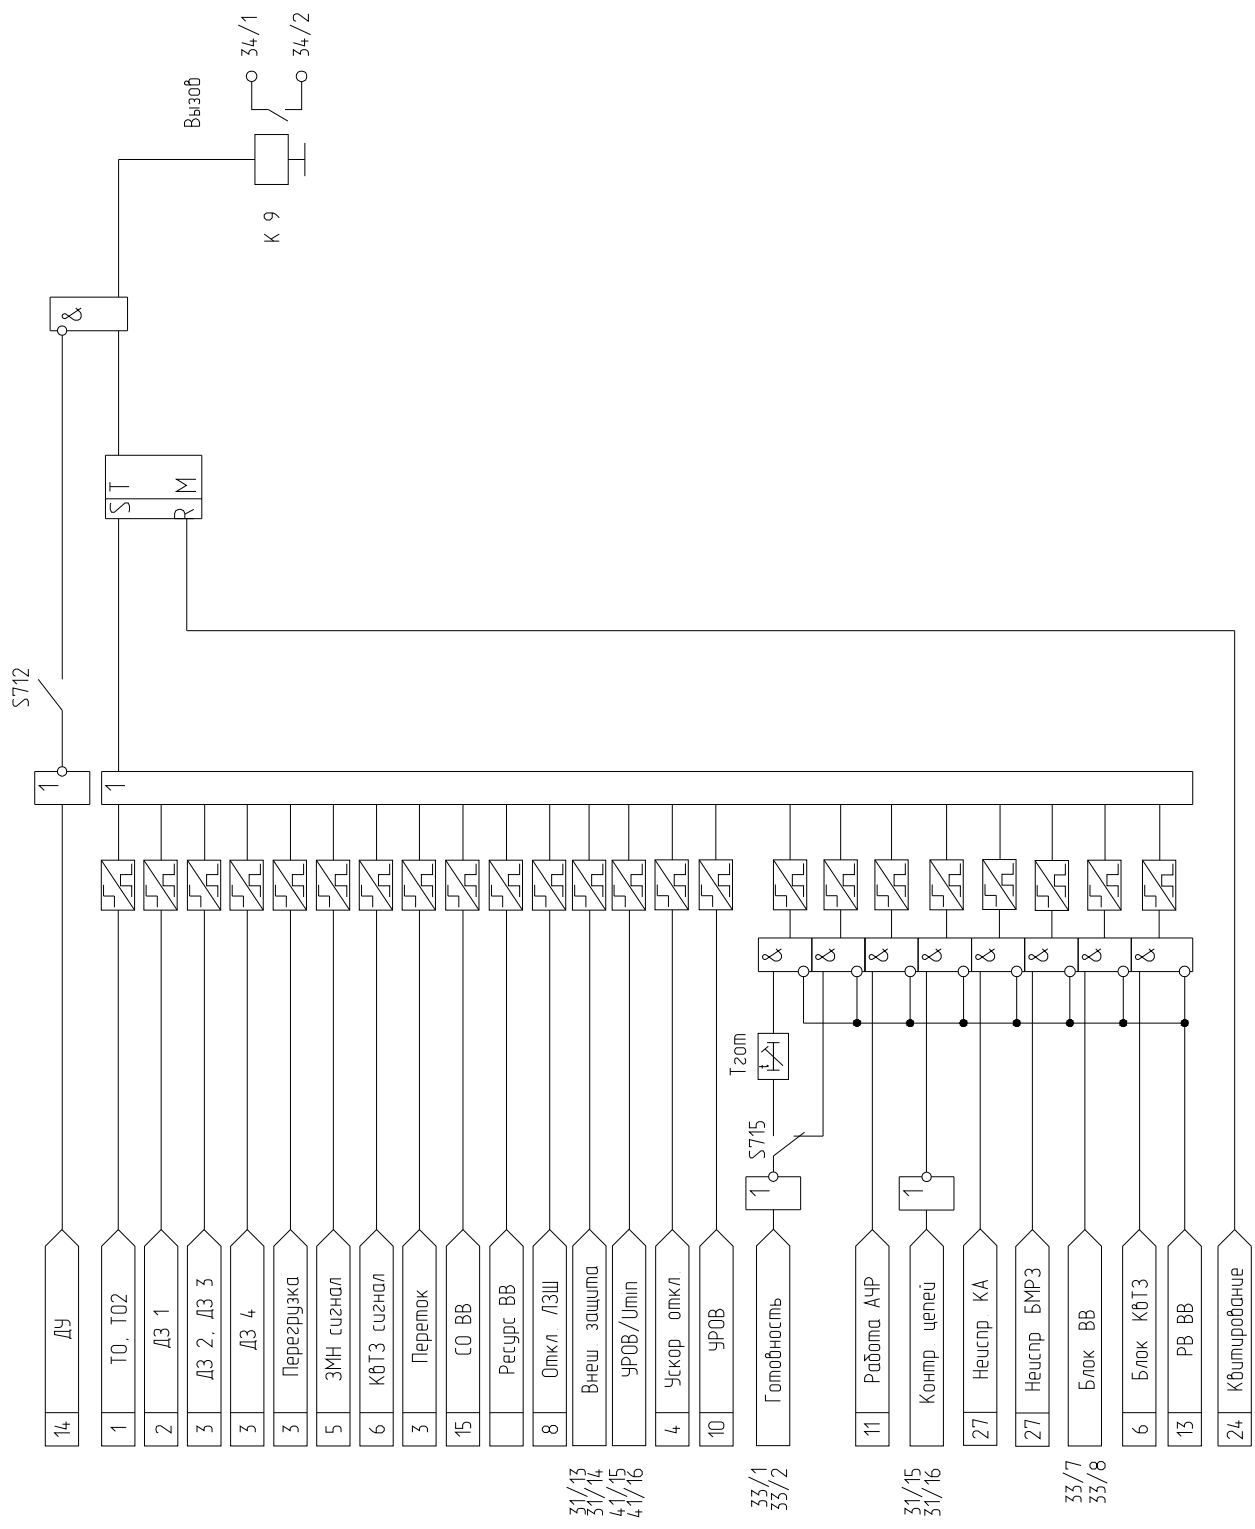 14 ДУ
1 ТО, ТО2
2 ДЗ 1
3 ДЗ 2, ДЗ 3
3 ДЗ 4
3 Перегрузка
5 ЗМН сигнал
6 КвТЗ сигнал
3 Переток
15 СО ВВ
Ресурс ВВ
8 Откл. ЛЗШ
31/13
31/14
Внеш защита
41/15
41/16
УРОВ/Umin
4 Ускор откл.
10 УРОВ
33/1
33/2
Готовность
11 Работа АЧР
31/15
31/16
Контр цепей
27 Неиспр КА
27 Неиспр БМРЗ
33/7
33/8
Блок ВВ
6 Блок КвТЗ
13 РВ ВВ
24 Квитирование
1
1
S715
t
Тгот
&
&
&
&
&
&
&
&
1
1
S712
S T
R M
&
К 9
Вызов
34/1
34/2